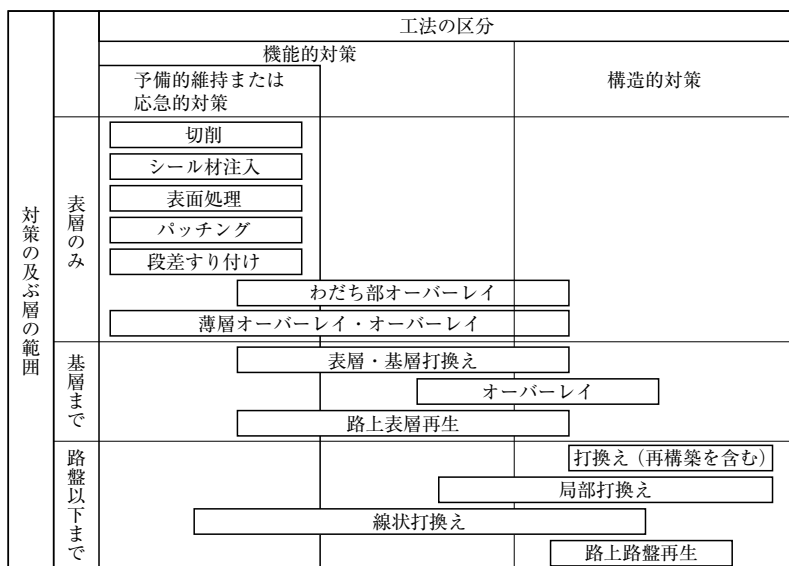 工法の区分
機能的対策
構造的対策
予備的維持または
応急的対策
対策の及ぶ層の範囲
表層のみ
切削
シール材注入
表面処理
パッチング
段差すり付け
わだち部オーバーレイ
薄層オーバーレイ・オーバーレイ
基層まで
表層・基層打換え
オーバーレイ
路上表層再生
路盤以下まで
打換え(再構築を含む)
局部打換え
線状打換え
路上路盤再生